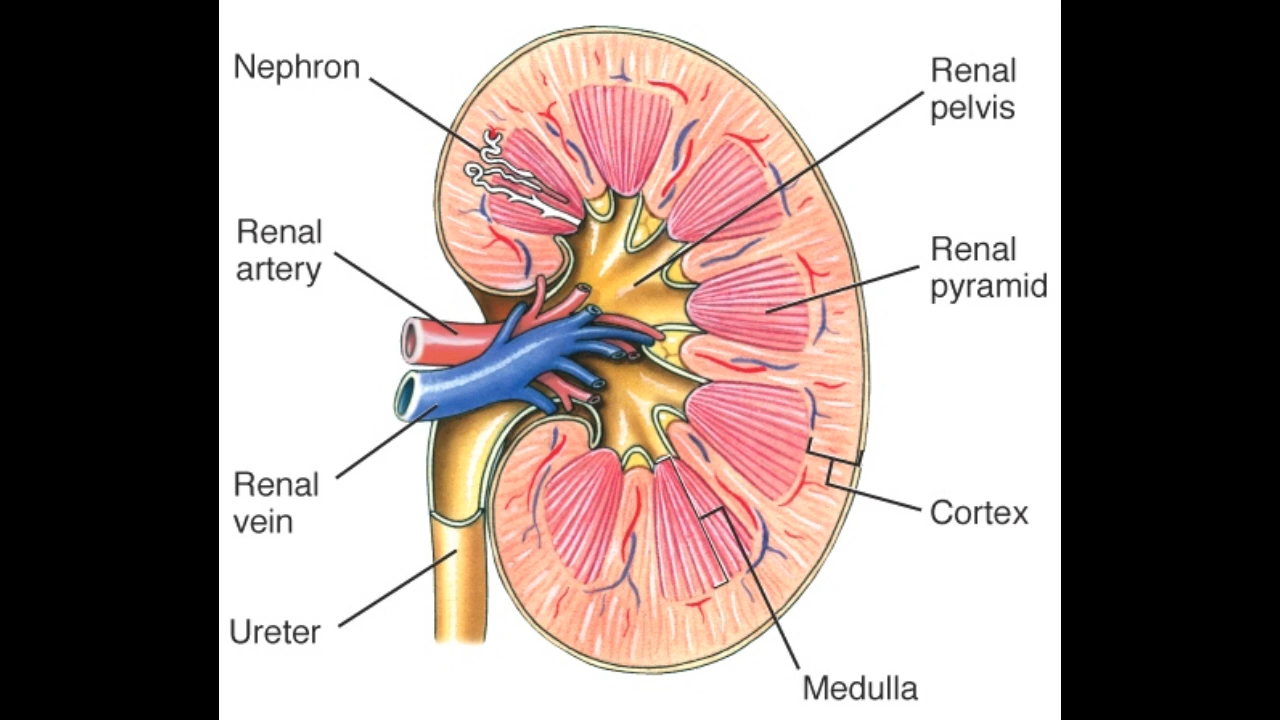 Nephron
Renal
pelvis
Renal
artery
Renal
pyramid
Renal
vein
Cortex
Ureter
Medulla